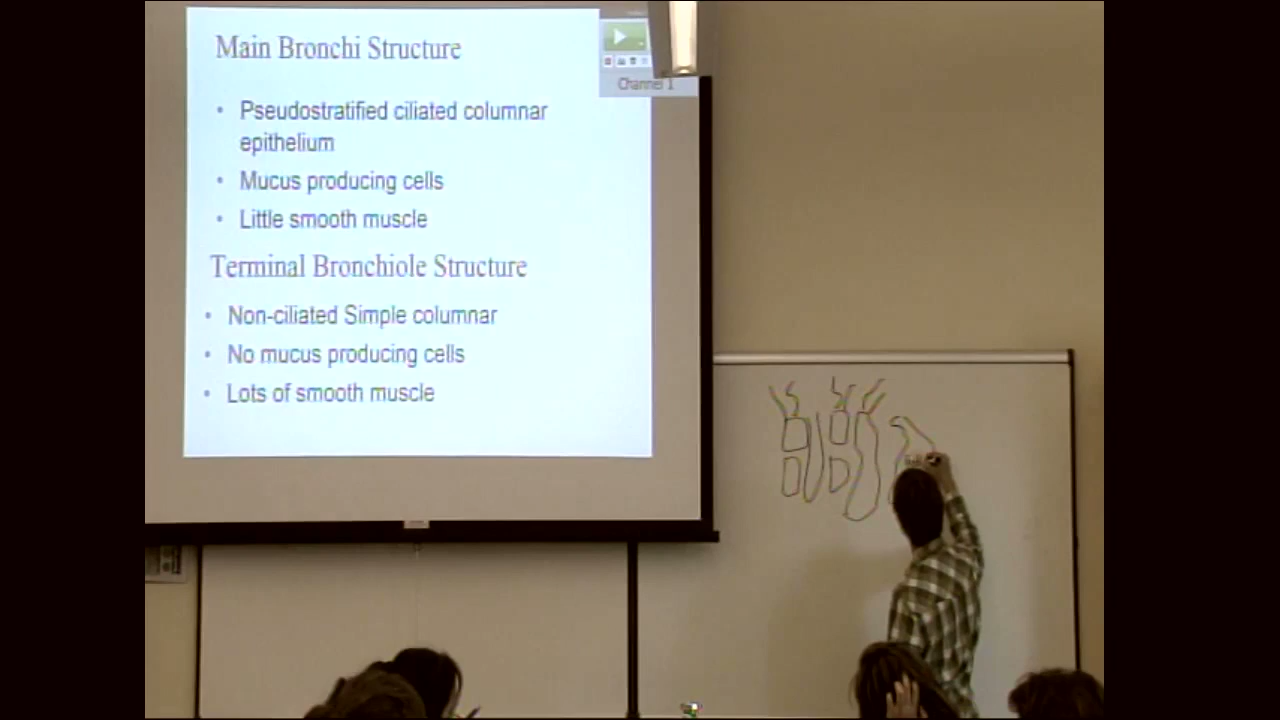 Main Bronchi Structure
Channel 1
• Pseudostratified ciliated columnar
epithelium
• Mucus producing cells
• Little smooth muscle
Terminal Bronchiole Structure
• Non-ciliated Simple columnar
• No mucus producing cells
• Lots of smooth muscle